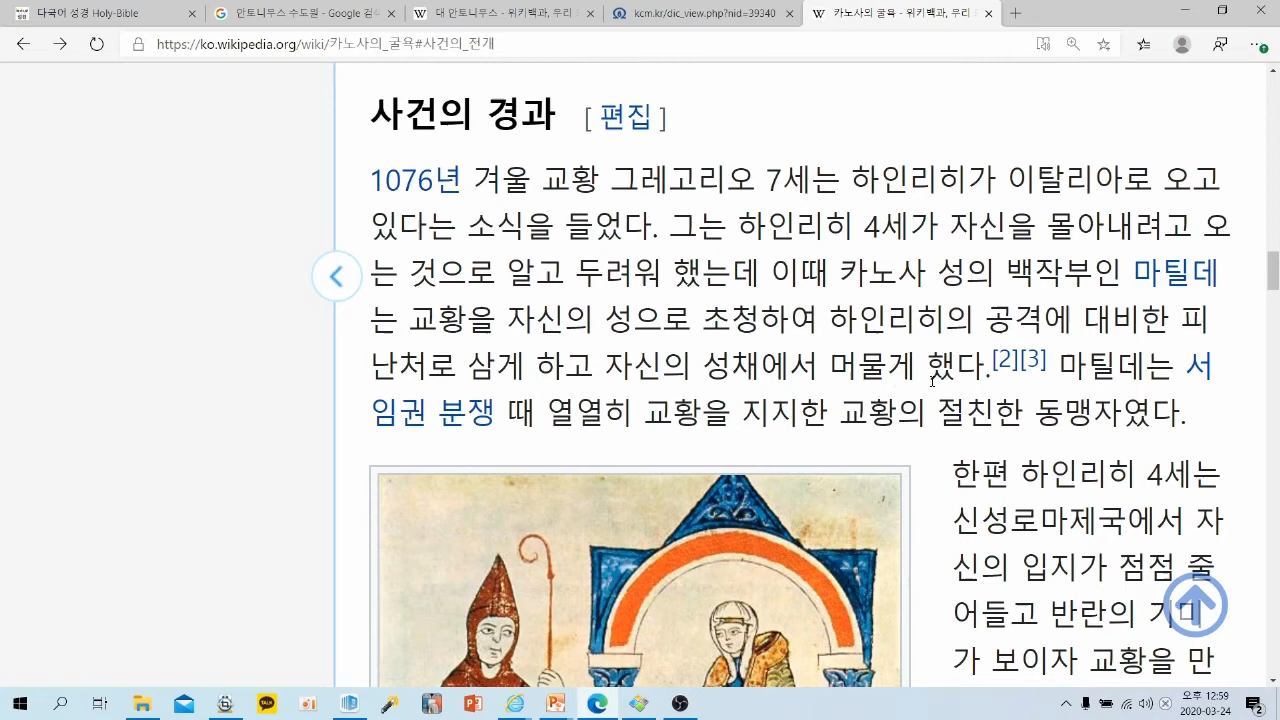 다국어 성경 Holy-Bible
안토니우스 수도원 - Google 검색
대 안토니우스 - 위키백과, 우리 모
kcm.kr/dic_view.php?nid=39340
카노사의 굴욕 - 위키백과, 우리 모
https://ko.wikipedia.org/wiki/카노사의_굴욕#사건의_전개
사건의 경과 [ 편집 ]
1076년 겨울 교황 그레고리오 7세는 하인리히가 이탈리아로 오고
있다는 소식을 들었다. 그는 하인리히 4세가 자신을 몰아내려고 오
는 것으로 알고 두려워 했는데 이때 카노사 성의 백작부인 마틸데
는 교황을 자신의 성으로 초청하여 하인리히의 공격에 대비한 피
난처로 삼게 하고 자신의 성채에서 머물게 했다.[2][3] 마틸데는 서
임권 분쟁 때 열열히 교황을 지지한 교황의 절친한 동맹자였다.
한편 하인리히 4세는
신성로마제국에서 자
신의 입지가 점점 줄
어들고 반란의 기미
가 보이자 교황을 만
TALK
오후 12:59
2020-03-24
2